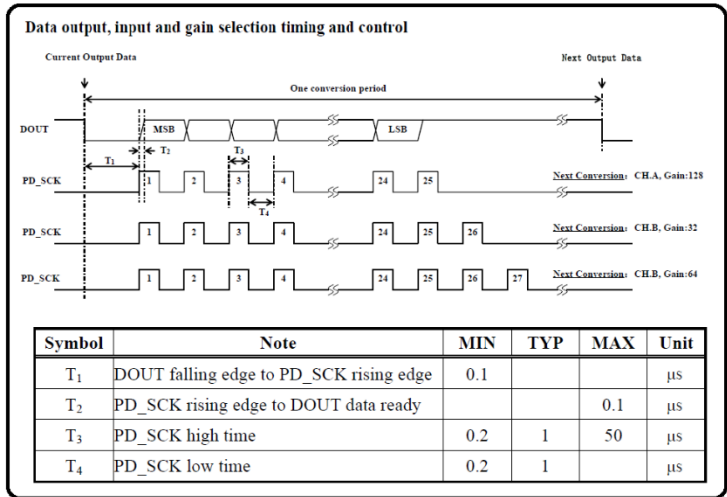 Data output, input and gain selection timing and control
Current Output Data
Next Output Data
One conversion period
DOUT
MSB
LSB
T₁
T₂
T₃
PD_SCK
1 2 3 4 24 25
Next Conversion: CH.A, Gain:128
T₄
PD_SCK
1 2 3 4 24 25 26
Next Conversion: CH.B, Gain:32
PD_SCK
1 2 3 4 24 25 26 27
Next Conversion: CH.B, Gain:64
Symbol Note MIN TYP MAX Unit
T₁ DOUT falling edge to PD_SCK rising edge 0.1 μs
T₂ PD_SCK rising edge to DOUT data ready 0.1 μs
T₃ PD_SCK high time 0.2 1 50 μs
T₄ PD_SCK low time 0.2 1 μs